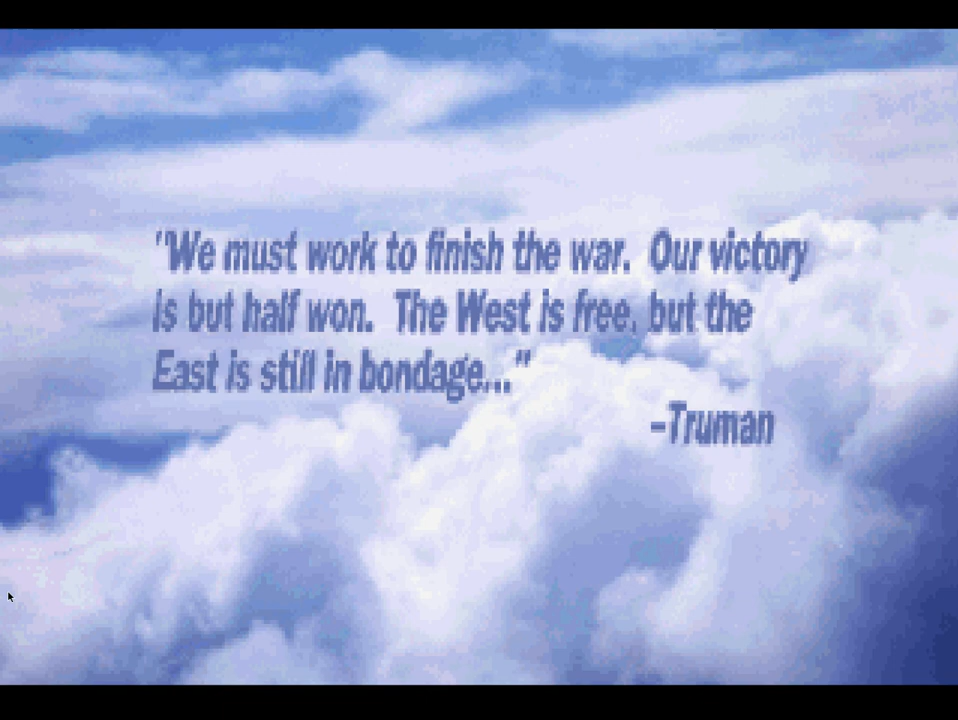 "We must work to finish the war. Our victory
is but half won. The West is free, but the
East is still in bondage..."
-Truman